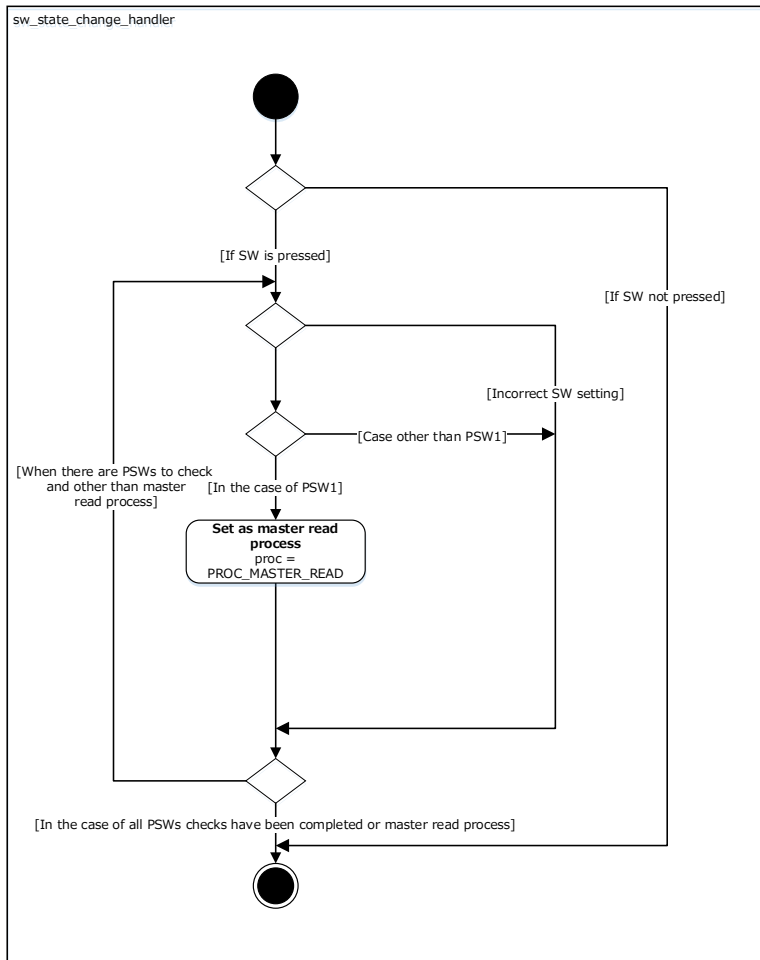 sw_state_change_handler
[If SW is pressed]
[If SW not pressed]
[Incorrect SW setting]
[Case other than PSW1]
[When there are PSWs to check
and other than master
read process]
[In the case of PSW1]
Set as master read
process
proc =
PROC_MASTER_READ
[In the case of all PSWs checks have been completed or master read process]